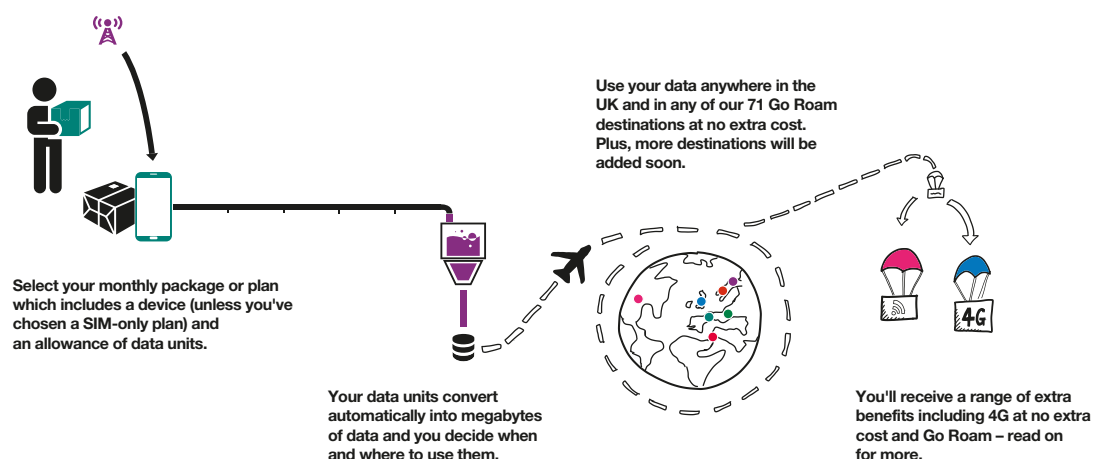 Use your data anywhere in the
UK and in any of our 71 Go Roam
destinations at no extra cost.
Plus, more destinations will be
added soon.
Select your monthly package or plan
which includes a device (unless you've
chosen a SIM-only plan) and
an allowance of data units.
4G
Your data units convert
automatically into megabytes
of data and you decide when
and where to use them.
You'll receive a range of extra
benefits including 4G at no extra
cost and Go Roam – read on
for more.